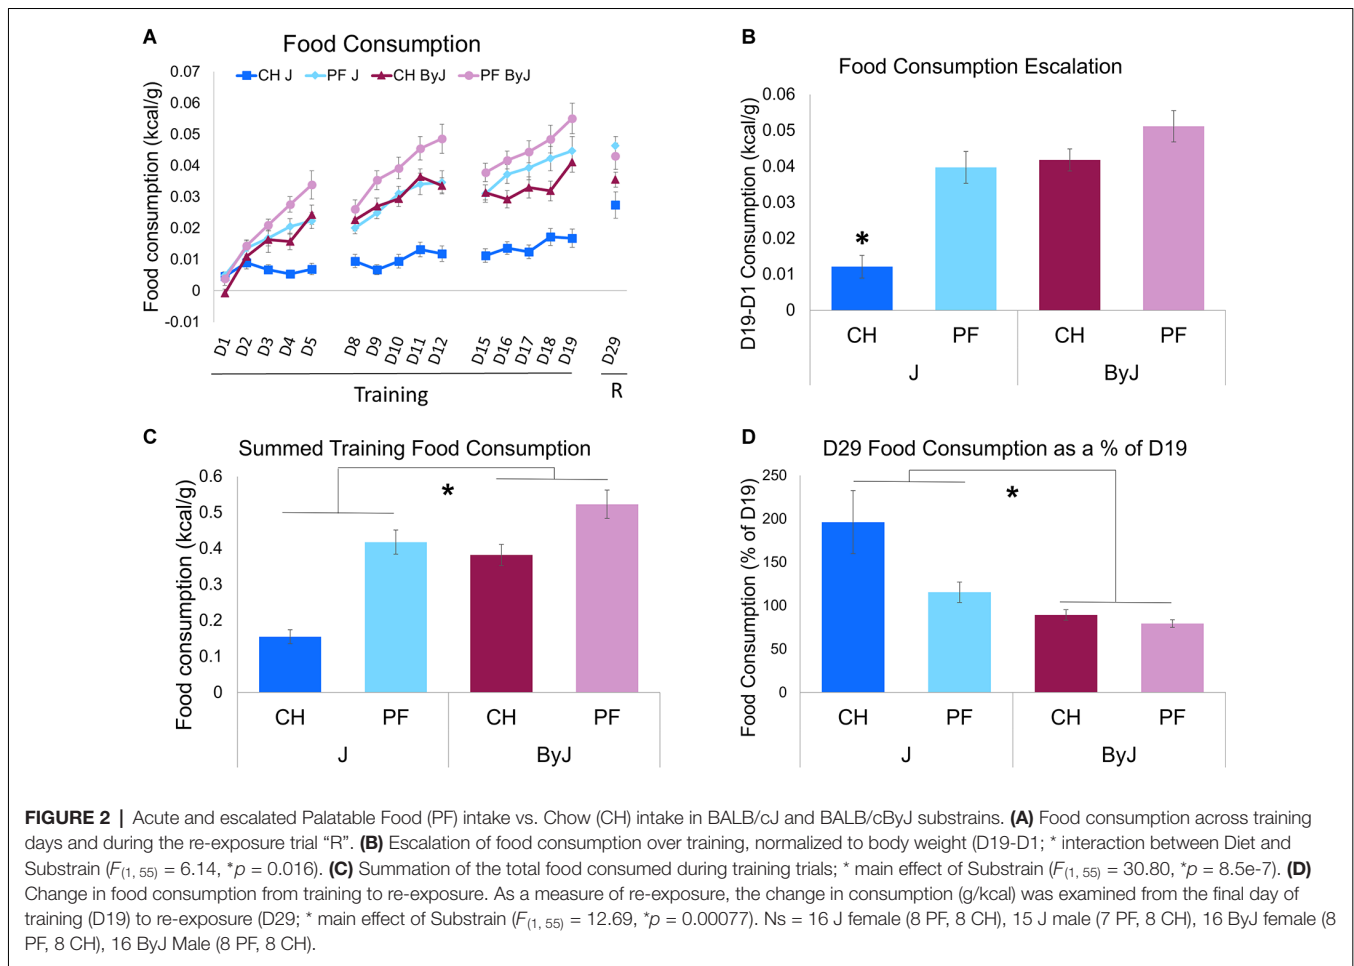 A
Food Consumption
CH J PF J CH ByJ PF ByJ
Food consumption (kcal/g)
0.07
0.06
0.05
0.04
0.03
0.02
0.01
0
-0.01
D1 D2 D3 D4 D5 D8 D9 D10 D11 D12 D15 D16 D17 D18 D19 D29
Training R
B
Food Consumption Escalation
D19-D1 Consumption (kcal/g)
0.06
0.05
0.04
0.03
0.02
0.01
0
*
CH PF CH PF
J ByJ
C
Summed Training Food Consumption
Food consumption (kcal/g)
0.6
0.5
0.4
0.3
0.2
0.1
0
*
CH PF CH PF
J ByJ
D
D29 Food Consumption as a % of D19
Food Consumption (% of D19)
250
200
150
100
50
0
*
CH PF CH PF
J ByJ
FIGURE 2 | Acute and escalated Palatable Food (PF) intake vs. Chow (CH) intake in BALB/cJ and BALB/cByJ substrains. (A) Food consumption across training
days and during the re-exposure trial “R”. (B) Escalation of food consumption over training, normalized to body weight (D19-D1; * interaction between Diet and
Substrain (F(1, 55) = 6.14, *p = 0.016). (C) Summation of the total food consumed during training trials; * main effect of Substrain (F(1, 55) = 30.80, *p = 8.5e-7). (D)
Change in food consumption from training to re-exposure. As a measure of re-exposure, the change in consumption (g/kcal) was examined from the final day of
training (D19) to re-exposure (D29; * main effect of Substrain (F(1, 55) = 12.69, *p = 0.00077). Ns = 16 J female (8 PF, 8 CH), 15 J male (7 PF, 8 CH), 16 ByJ female (8
PF, 8 CH), 16 ByJ Male (8 PF, 8 CH).